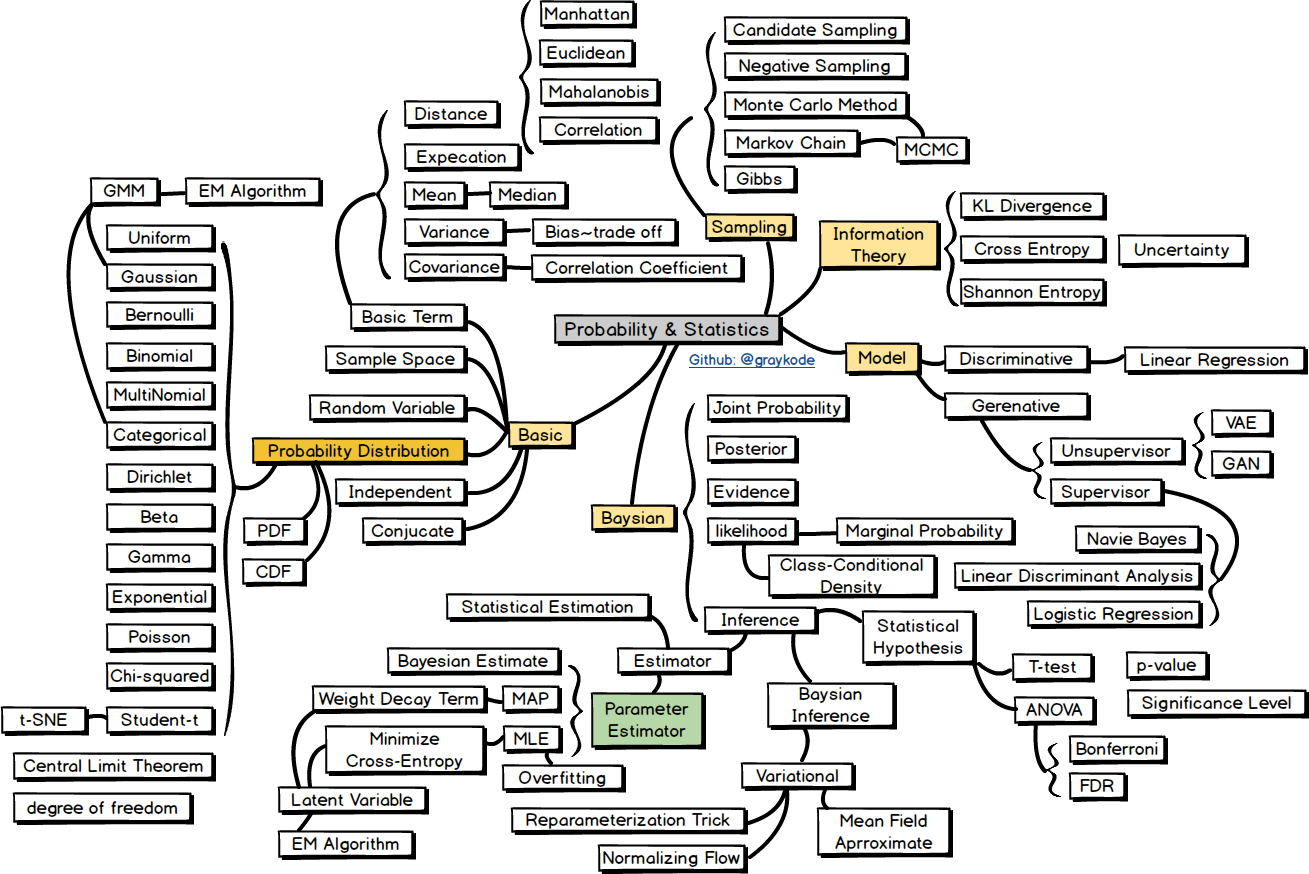 Manhattan
Euclidean
Mahalanobis
Correlation
Candidate Sampling
Negative Sampling
Monte Carlo Method
Markov Chain
MCMC
Gibbs
Distance
Expecation
Mean
Median
Variance
Bias~trade off
Covariance
Correlation Coefficient
Sampling
Information
Theory
KL Divergence
Cross Entropy
Uncertainty
Shannon Entropy
GMM
EM Algorithm
Uniform
Gaussian
Bernoulli
Binomial
MultiNomial
Categorical
Dirichlet
Beta
Gamma
Exponential
Poisson
Chi-squared
t-SNE
Student-t
Central Limit Theorem
degree of freedom
Basic Term
Sample Space
Random Variable
Probability Distribution
Independent
Conjucate
PDF
CDF
Basic
Probability & Statistics
Github: @graykode
Model
Discriminative
Linear Regression
Gerenative
Unsupervisor
VAE
GAN
Supervisor
Navie Bayes
Linear Discriminant Analysis
Logistic Regression
Baysian
Joint Probability
Posterior
Evidence
likelihood
Marginal Probability
Class-Conditional
Density
Inference
Statistical
Hypothesis
T-test
p-value
ANOVA
Significance Level
Bonferroni
FDR
Statistical Estimation
Estimator
Parameter
Estimator
Bayesian Estimate
Weight Decay Term
MAP
Minimize
Cross-Entropy
MLE
Overfitting
Latent Variable
EM Algorithm
Baysian
Inference
Variational
Reparameterization Trick
Normalizing Flow
Mean Field
Aprroximate